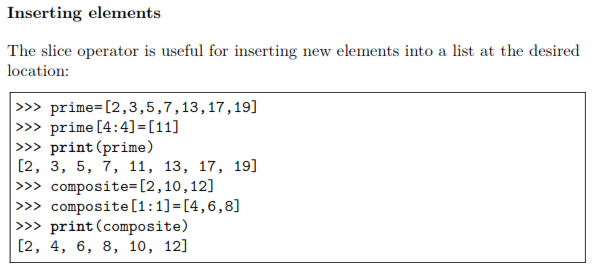 Inserting elements
The slice operator is useful for inserting new elements into a list at the desired
location:
>>> prime=[2,3,5,7,13,17,19]
>>> prime[4:4]=[11]
>>> print(prime)
[2, 3, 5, 7, 11, 13, 17, 19]
>>> composite=[2,10,12]
>>> composite[1:1]=[4,6,8]
>>> print(composite)
[2, 4, 6, 8, 10, 12]